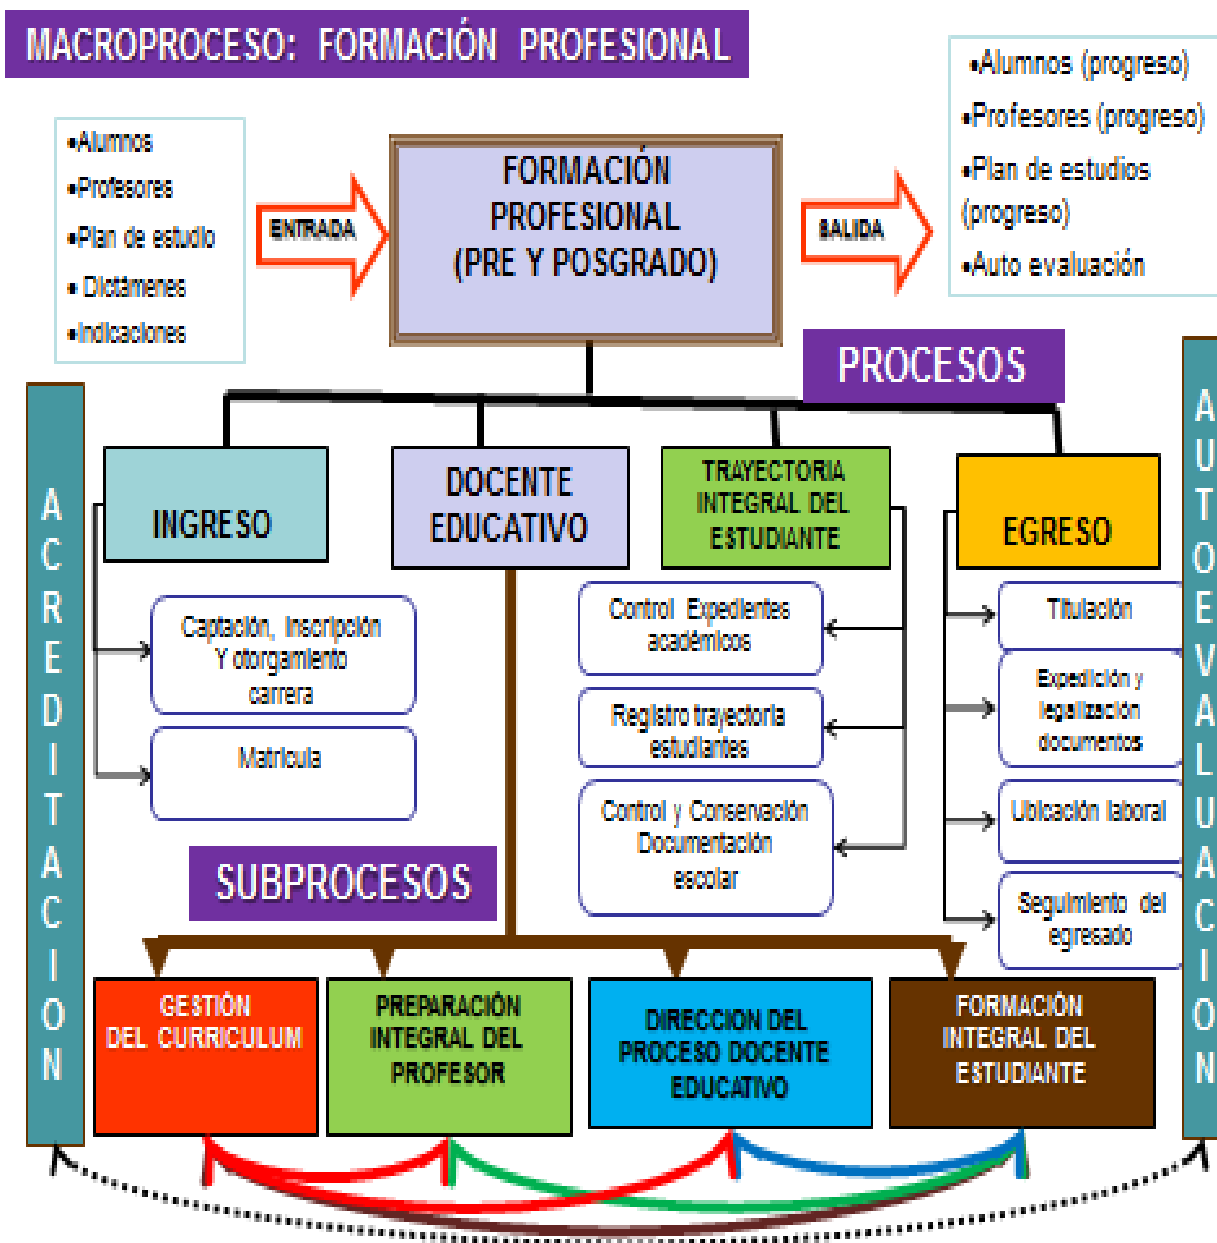 MACROPROCESO: FORMACIÓN PROFESIONAL
•Alumnos
•Profesores
•Plan de estudio
• Dictámenes
•Indicaciones
ENTRADA
FORMACIÓN
PROFESIONAL
(PRE Y POSGRADO)
SALIDA
•Alumnos (progreso)
•Profesores (progreso)
•Plan de estudios
(progreso)
•Auto evaluación
PROCESOS
ACREDITACION
INGRESO
DOCENTE
EDUCATIVO
TRAYECTORIA
INTEGRAL DEL
ESTUDIANTE
EGRESO
AUTOEVALUACION
Captación, inscripción
Y otorgamiento
carrera
Matricula
Control Expedientes
académicos
Registro trayectoria
estudiantes
Control y Conservación
Documentación
escolar
Titulación
Expedición y
legalización
documentos
Ubicación laboral
Seguimiento del
egresado
SUBPROCESOS
GESTIÓN
DEL CURRICULUM
PREPARACIÓN
INTEGRAL DEL
PROFESOR
DIRECCION DEL
PROCESO DOCENTE
EDUCATIVO
FORMACIÓN
INTEGRAL DEL
ESTUDIANTE